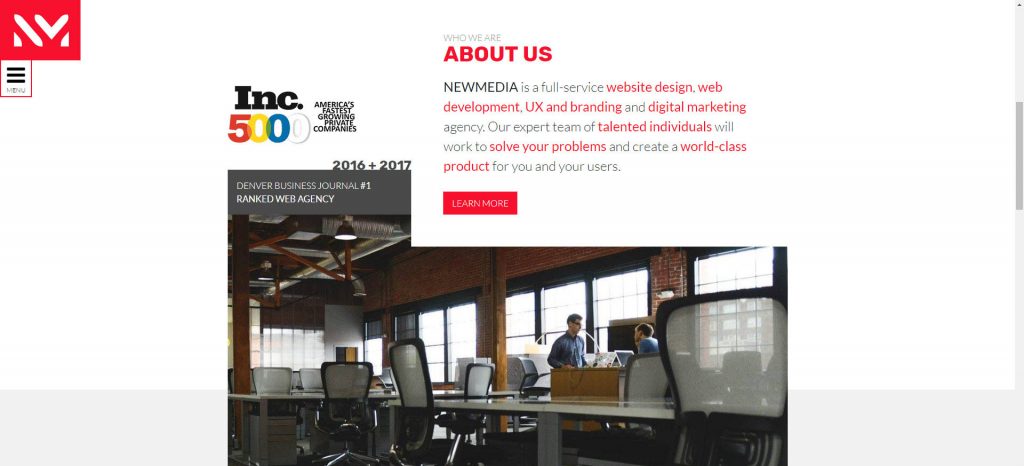 MENU
Inc.
5000
AMERICA'S
FASTEST
GROWING
PRIVATE
COMPANIES
2016 + 2017
DENVER BUSINESS JOURNAL #1
RANKED WEB AGENCY
WHO WE ARE
ABOUT US
NEWMEDIA is a full-service website design, web
development, UX and branding and digital marketing
agency. Our expert team of talented individuals will
work to solve your problems and create a world-class
product for you and your users.
LEARN MORE